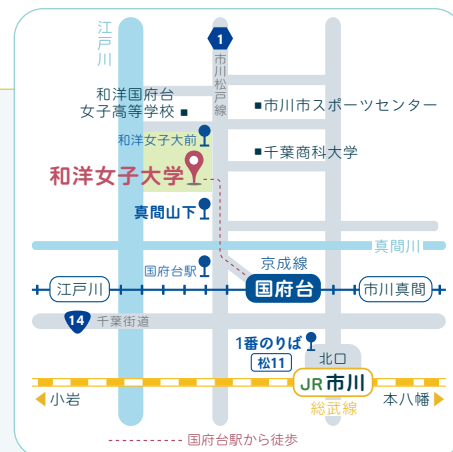 江戸川
1
市川松戸線
和洋国府台
女子高等学校 ■
■市川市スポーツセンター
和洋女子大前
■千葉商科大学
和洋女子大学
真間山下
真間川
国府台駅
京成線
江戸川
国府台
市川真間
14 千葉街道
1番のりば
松11
北口
JR 市川
小岩
総武線
本八幡
国府台駅から徒歩